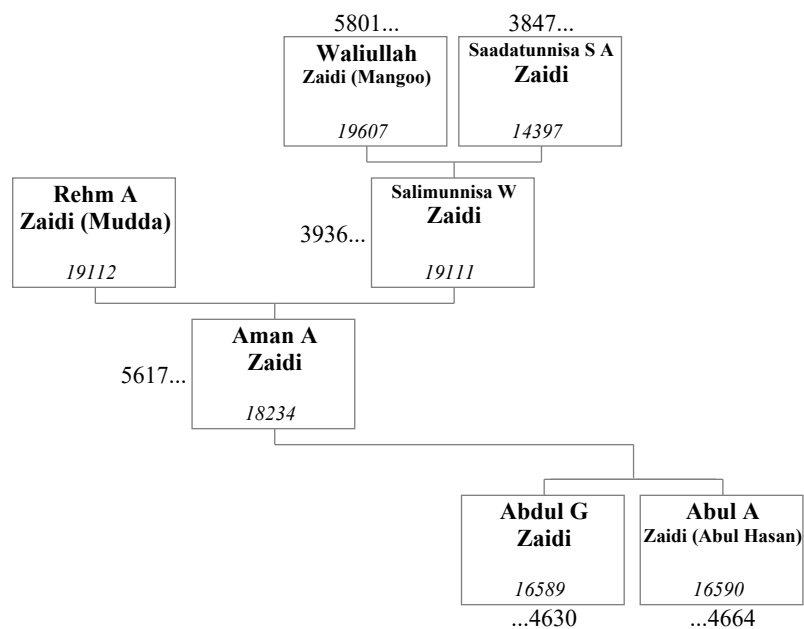 5801...
3847...
Waliullah
Zaidi (Mangoo)
19607
Saadatunnisa S A
Zaidi
14397
Rehm A
Zaidi (Mudda)
19112
3936...
Salimunnisa W
Zaidi
19111
5617...
Aman A
Zaidi
18234
Abdul G
Zaidi
16589
...4630
Abul A
Zaidi (Abul Hasan)
16590
...4664